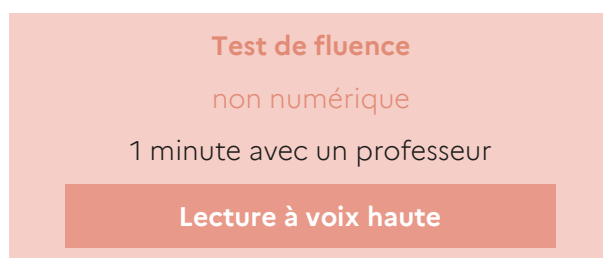 Test de fluence
non numérique
1 minute avec un professeur
Lecture à voix haute